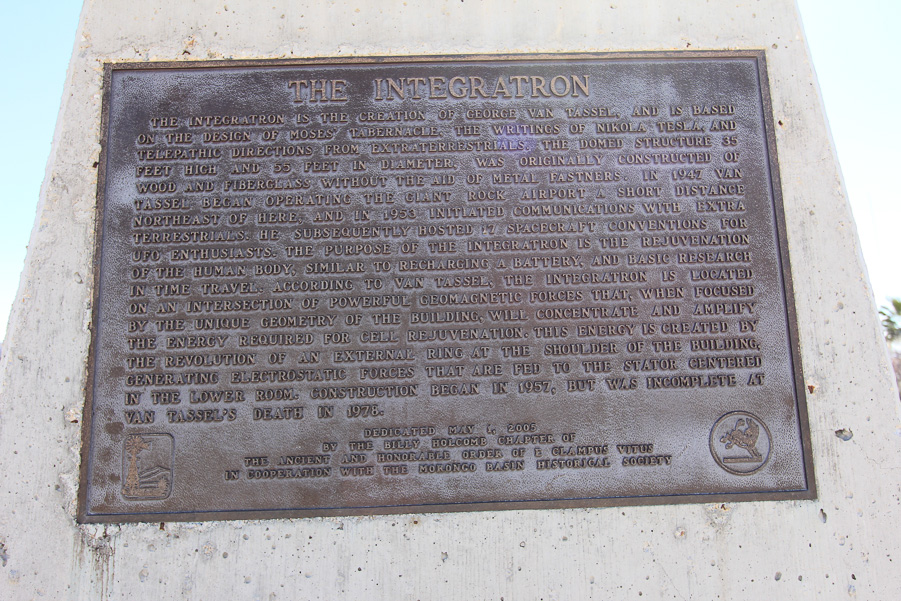 THE INTEGRATRON
THE INTEGRATRON IS THE CREATION OF GEORGE VAN TASSEL, AND IS BASED
ON THE DESIGN OF MOSES' TABERNACLE, THE WRITINGS OF NIKOLA TESLA AND
TELEPATHIC DIRECTIONS FROM EXTRATERRESTRIALS. THE DOMED STRUCTURE, 35
FEET HIGH AND 55 FEET IN DIAMETER, WAS ORIGINALLY CONSTRUCTED OF
WOOD AND FIBERGLASS, WITHOUT THE AID OF METAL FASTNERS. IN 1947, VAN
TASSEL BEGAN OPERATING THE GIANT ROCK AIRPORT A SHORT DISTANCE
NORTHEAST OF HERE, AND IN 1953, INITIATED COMMUNICATIONS WITH EXTRA
TERRESTRIALS. HE SUBSEQUENTLY HOSTED 17 SPACECRAFT CONVENTIONS, FOR
UFO ENTHUSIASTS. THE PURPOSE OF THE INTEGRATRON IS THE REJUVENATION
OF THE HUMAN BODY, SIMILAR TO RECHARGING A BATTERY, AND BASIC RESEARCH
IN TIME TRAVEL. ACCORDING TO VAN TASSEL, THE INTEGRATRON IS LOCATED
ON AN INTERSECTION OF POWERFUL GEOMAGNETIC FORCES THAT, WHEN FOCUSED
BY THE UNIQUE GEOMETRY OF THE BUILDING, WILL CONCENTRATE AND AMPLIFY
THE ENERGY REQUIRED FOR CELL REJUVENATION. THIS ENERGY IS CREATED BY
THE REVOLUTION OF AN EXTERNAL RING AT THE SHOULDER OF THE BUILDING,
GENERATING ELECTROSTATIC FORCES THAT ARE FED TO THE STATOR CENTERED
IN THE LOWER ROOM. CONSTRUCTION BEGAN IN 1957, BUT WAS INCOMPLETE AT
VAN TASSEL'S DEATH IN 1978.
DEDICATED MAY 1, 2005
BY THE BILLY HOLCOMB CHAPTER OF
THE ANCIENT AND HONORABLE ORDER OF E CLAMPUS VITUS
IN COOPERATION WITH THE MORONGO BASIN HISTORICAL SOCIETY